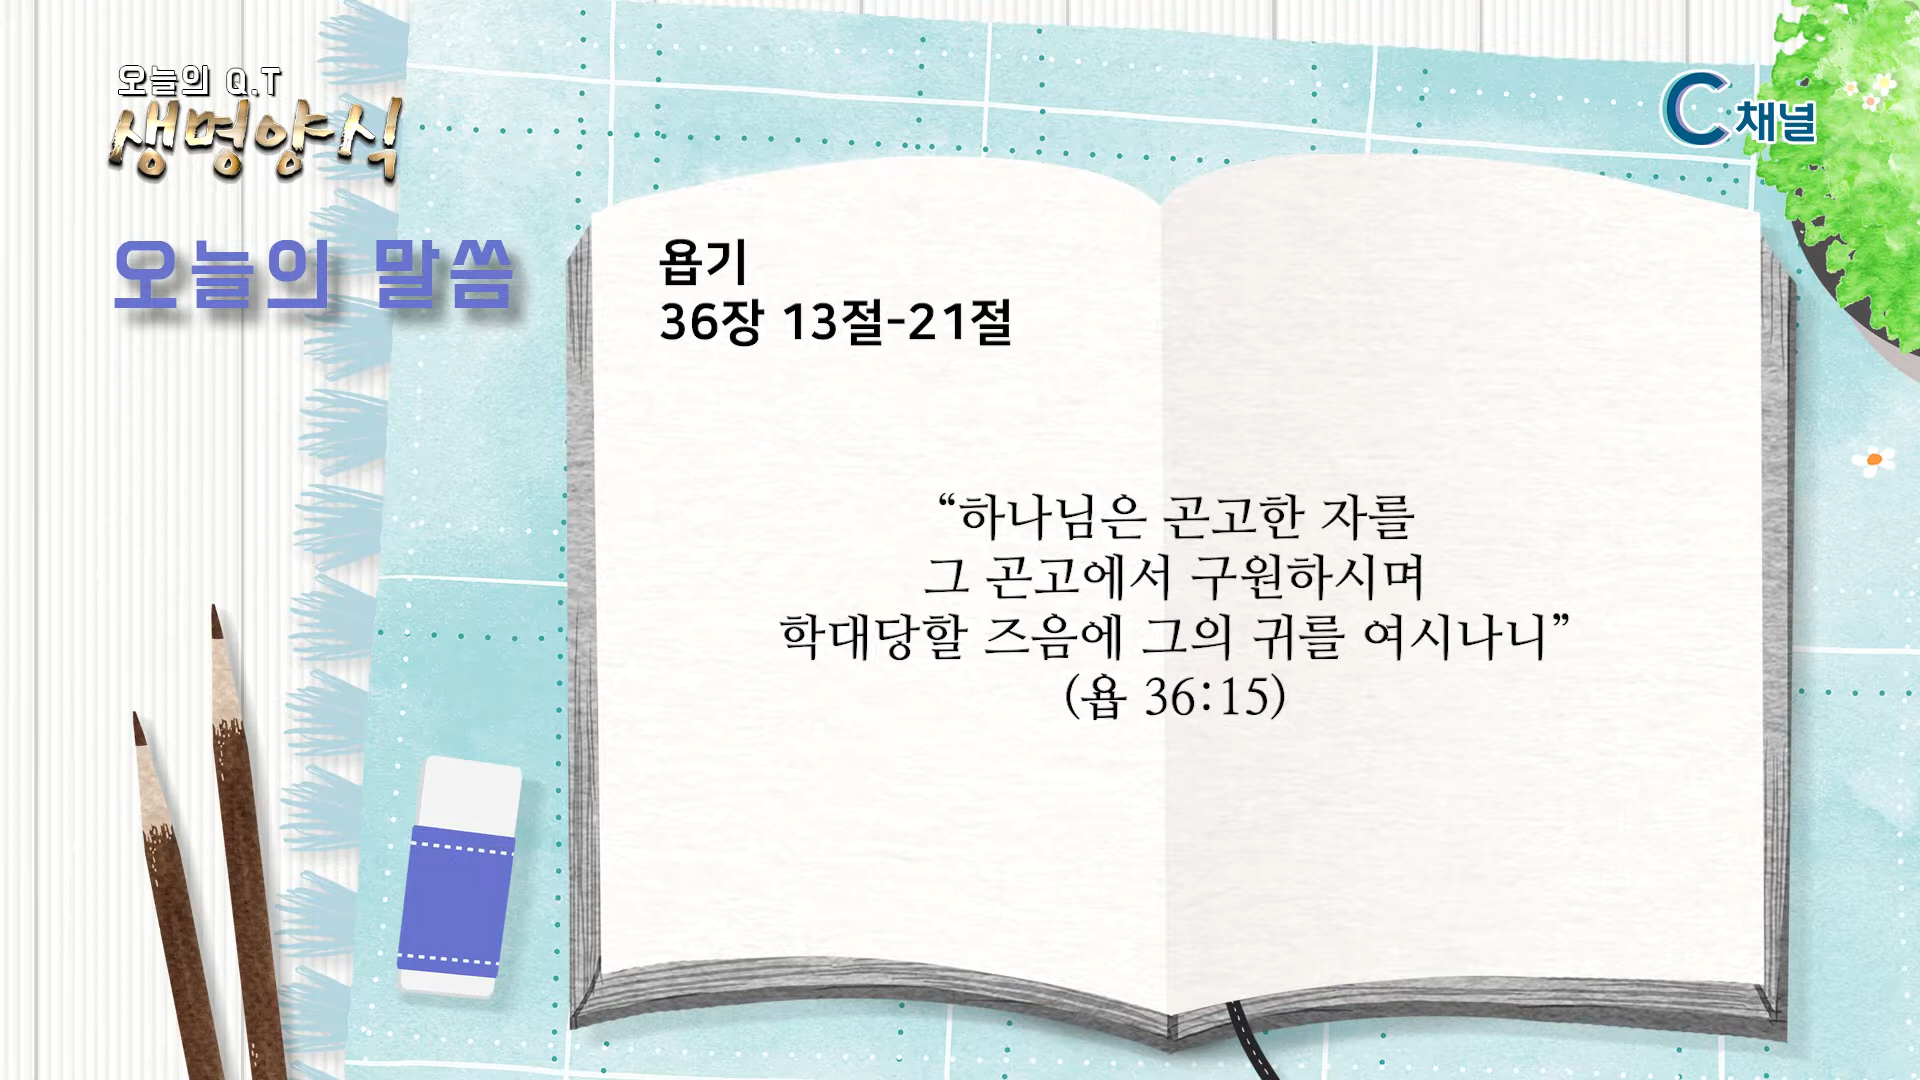 오늘의 Q.T
생명양식
C채널
오늘의 말씀
욥기
36장 13절-21절
“하나님은 곤고한 자를
그 곤고에서 구원하시며
학대당할 즈음에 그의 귀를 여시나니”
(욥 36:15)